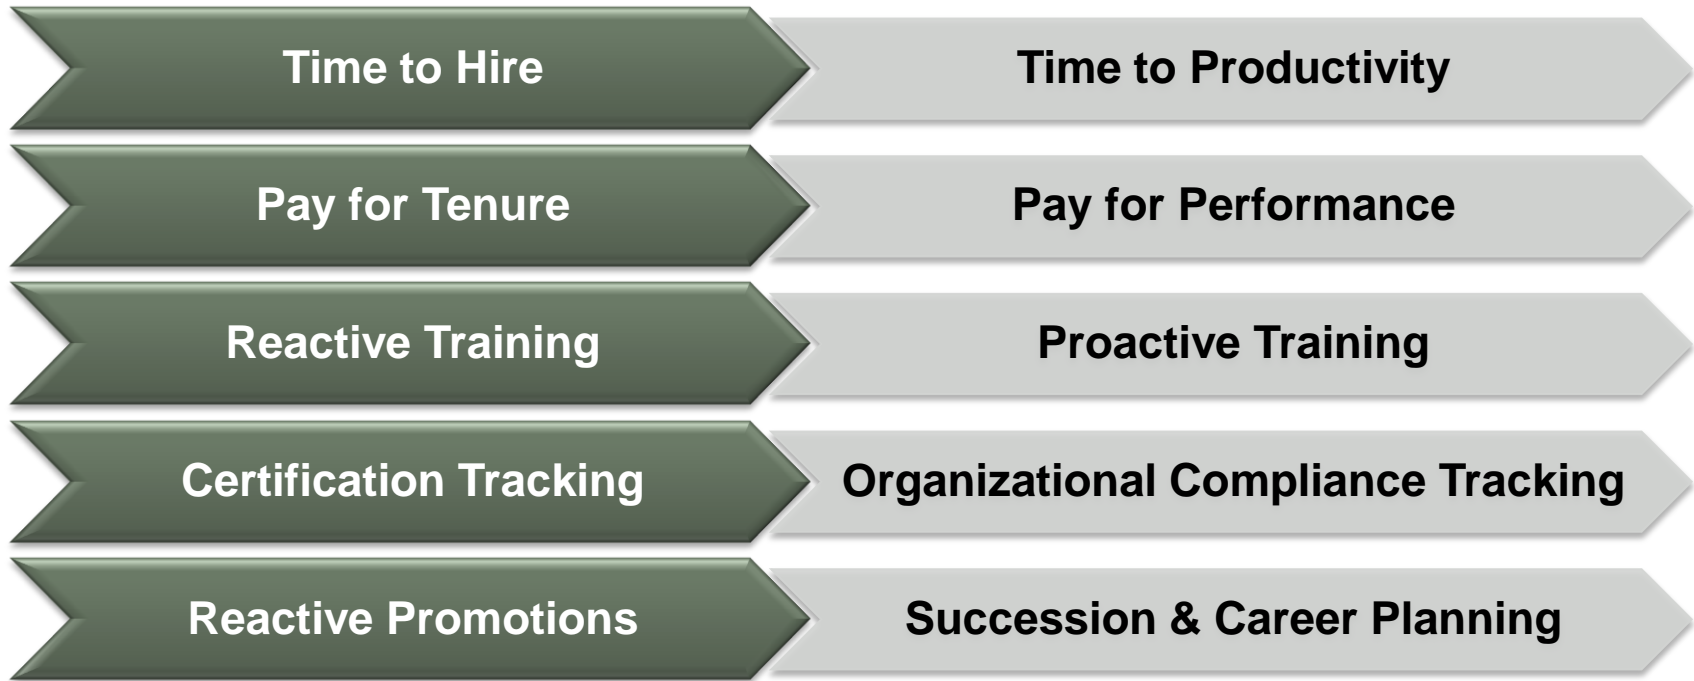 Time to Hire
Time to Productivity
Pay for Tenure
Pay for Performance
Reactive Training
Proactive Training
Certification Tracking
Organizational Compliance Tracking
Reactive Promotions
Succession & Career Planning